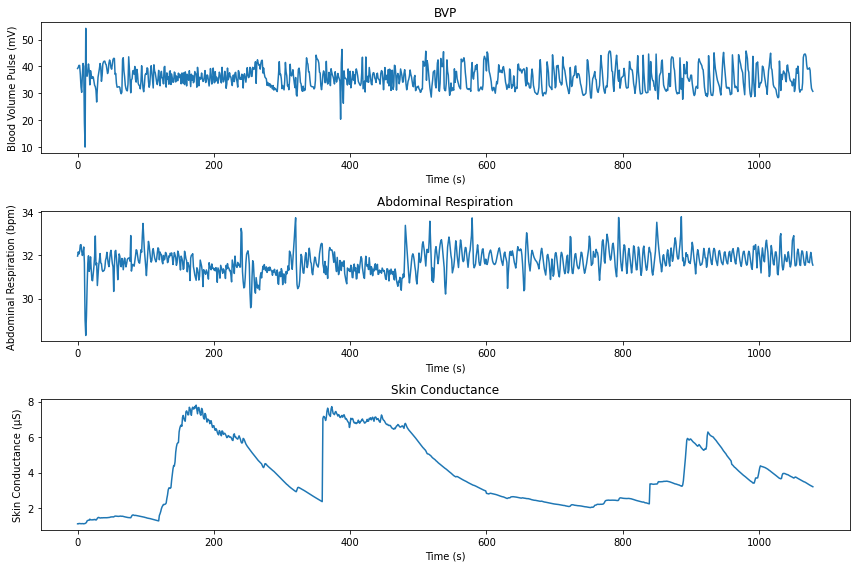 BVP
Blood Volume Pulse (mV)
50
40
30
20
10
0 200 400 600 800 1000
Time (s)
Abdominal Respiration
Abdominal Respiration (bpm)
34
32
30
0 200 400 600 800 1000
Time (s)
Skin Conductance
Skin Conductance (µS)
8
6
4
2
0 200 400 600 800 1000
Time (s)